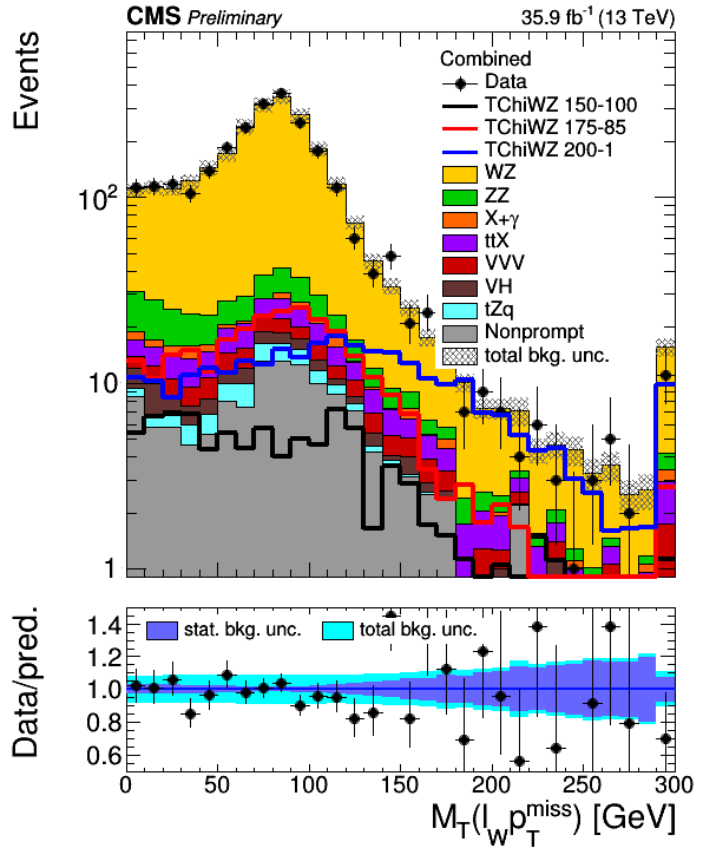 CMS Preliminary 35.9 fb⁻¹ (13 TeV)
Events
10²
10
1
Combined
Data
TChiWZ 150-100
TChiWZ 175-85
TChiWZ 200-1
WZ
ZZ
X+γ
ttX
VVV
VH
tZq
Nonprompt
total bkg. unc.
Data/pred.
1.4
1.2
1.0
0.8
0.6
stat. bkg. unc. total bkg. unc.
0 50 100 150 200 250 300
M_T(l_W p_T^miss) [GeV]